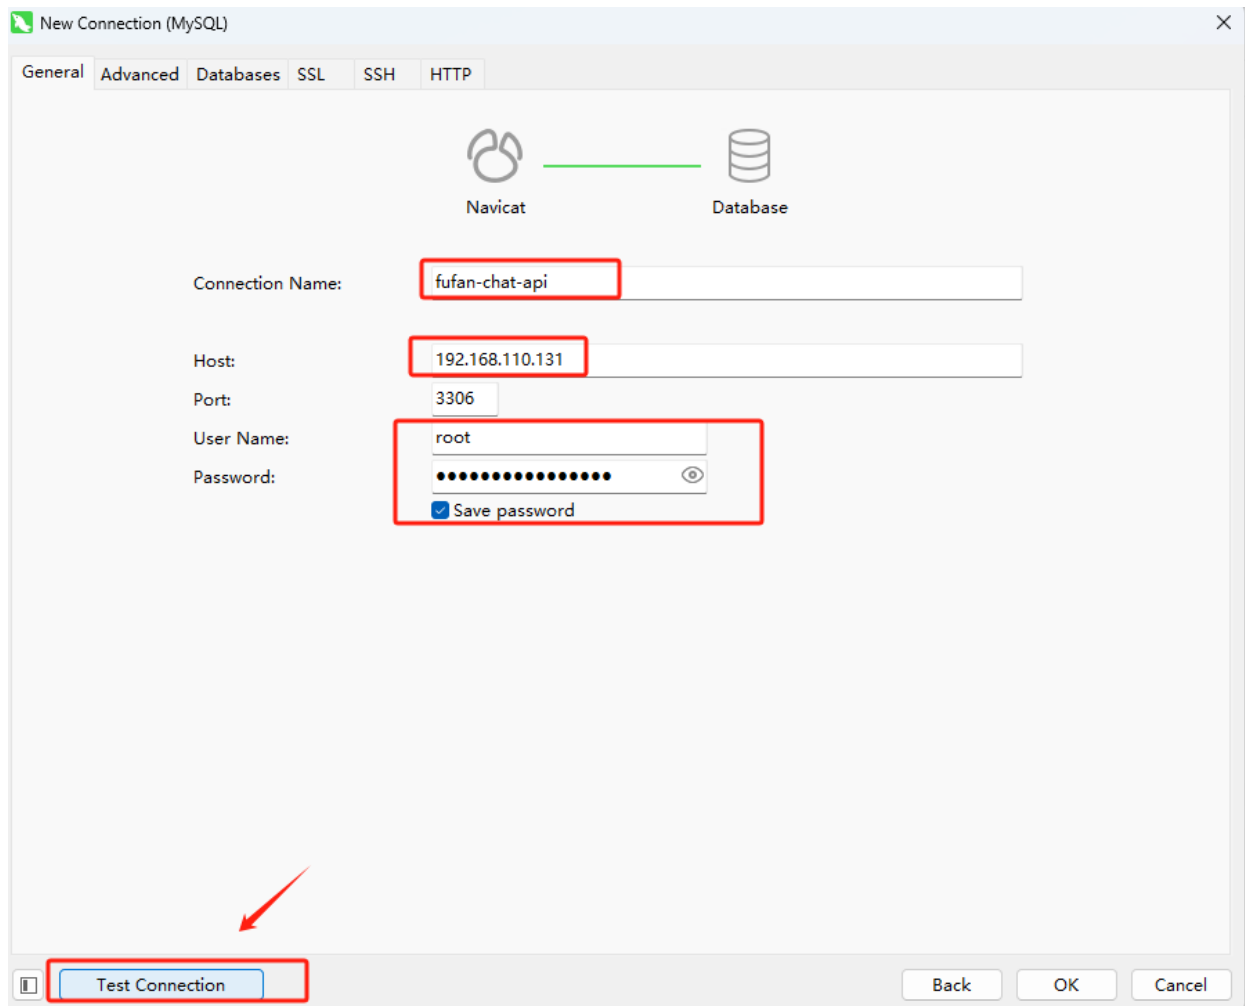 New Connection (MySQL)
General Advanced Databases SSL SSH HTTP
Navicat Database
Connection Name: fufan-chat-api
Host: 192.168.110.131
Port: 3306
User Name: root
Password: ●●●●●●●●●●●●●●●●
Save password
Test Connection Back OK Cancel